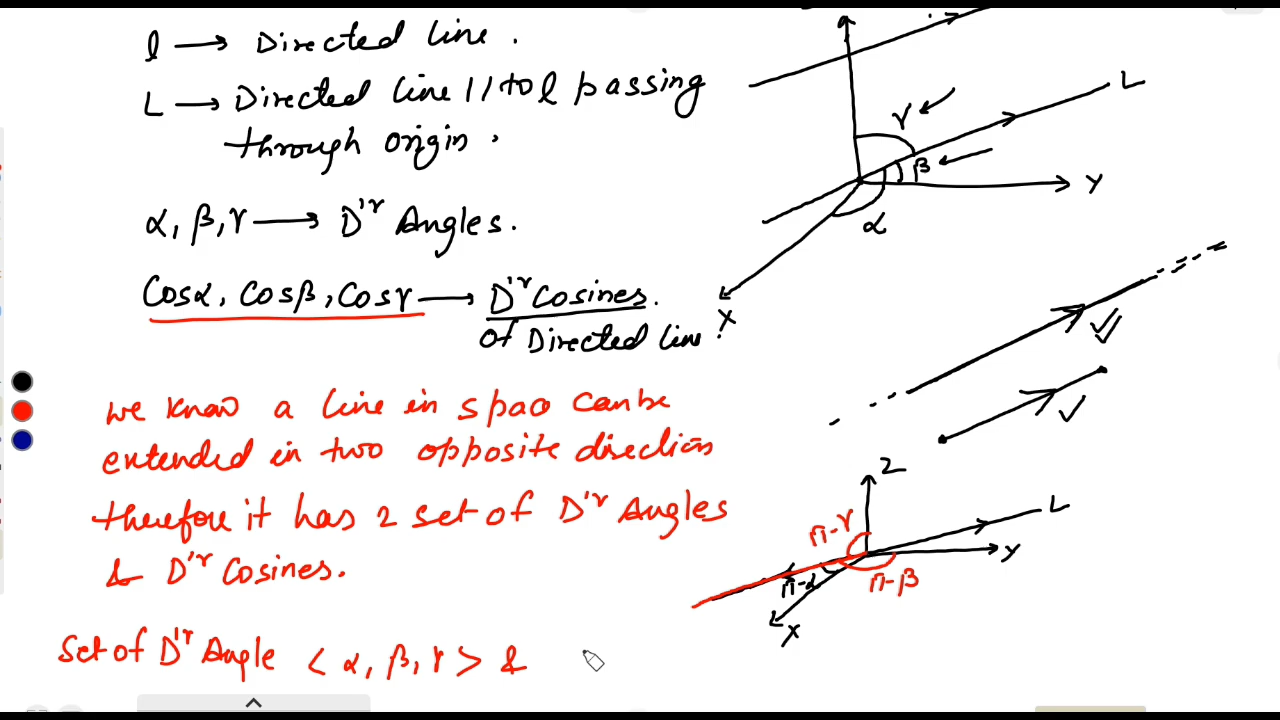 l → Directed line.
L → Directed line // to l passing
through origin.
α, β, γ → D'r Angles.
Cosα, Cosβ, Cosγ → D'r Cosines.
of Directed line.
we know a line in spac can be
extended in two opposite direction
therefore it has 2 set of D'r Angles
& D'r Cosines.
Set of D'r Angle < α, β, γ > &
L
γ
β
Y
α
X
Z
L
π-γ
Y
π-α
π-β
X